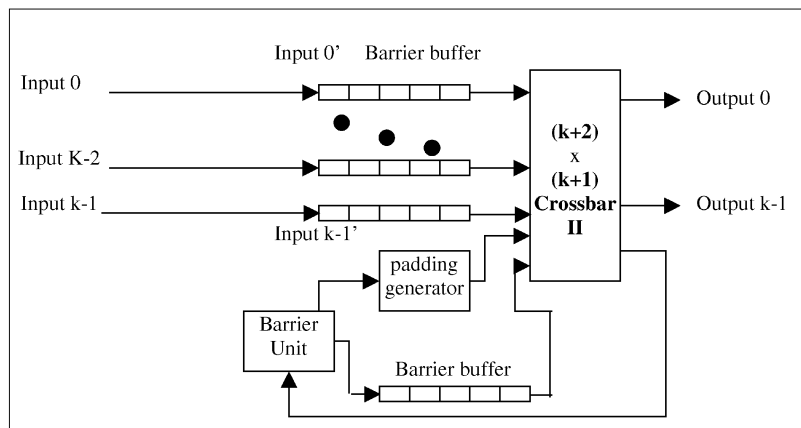 Input 0’ Barrier buffer
Input 0
Output 0
(k+2)
x
(k+1)
Crossbar
II
Input K-2
Input k-1
Output k-1
Input k-1’
padding
generator
Barrier
Unit
Barrier buffer